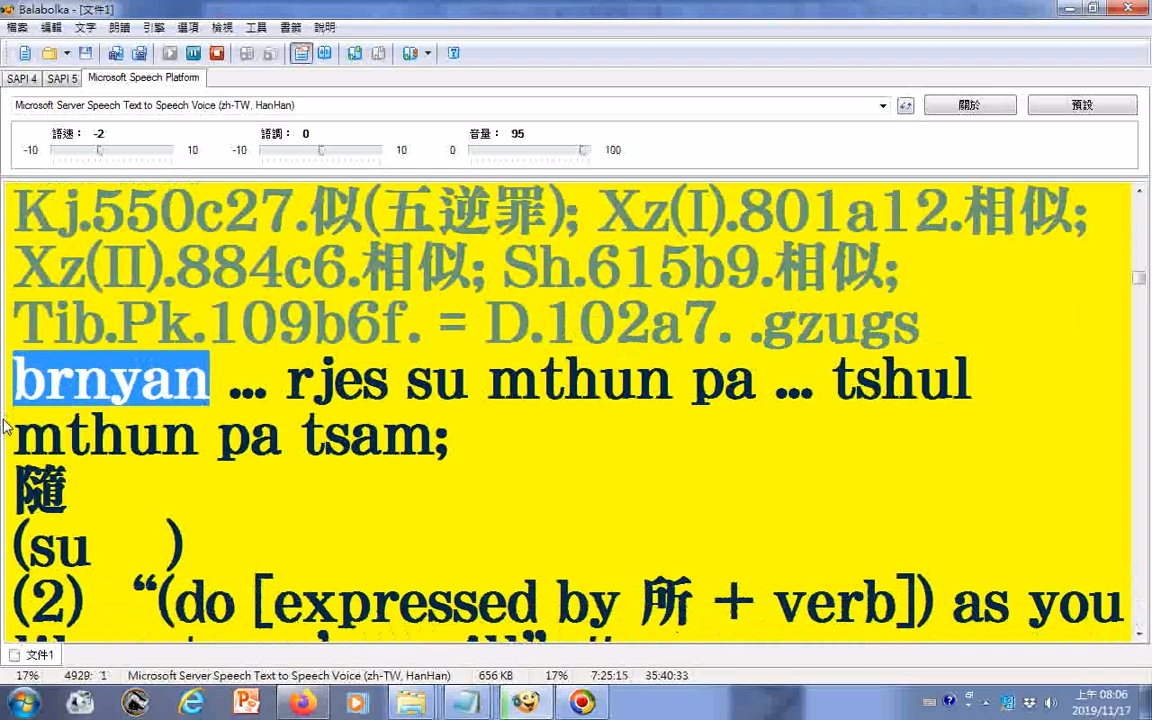 Balabolka - [文件1]
檔案 編輯 文字 朗讀 引擎 選項 檢視 工具 書籤 說明
SAPI 4 SAPI 5 Microsoft Speech Platform
Microsoft Server Speech Text to Speech Voice (zh-TW, HanHan) 關於 預設
語速： -2 語調： 0 音量： 95
-10 10 -10 10 0 100
Kj.550c27.似(五逆罪); Xz(I).801a12.相似;
Xz(II).884c6.相似; Sh.615b9.相似;
Tib.Pk.109b6f. = D.102a7. .gzugs
brnyan ... rjes su mthun pa ... tshul
mthun pa tsam;
隨
(su )
(2) “(do [expressed by 所 + verb]) as you
文件1
17% 4929: 1 Microsoft Server Speech Text to Speech Voice (zh-TW, HanHan) 656 KB 17% 7:25:15 35:40:33
上午 08:06
2019/11/17